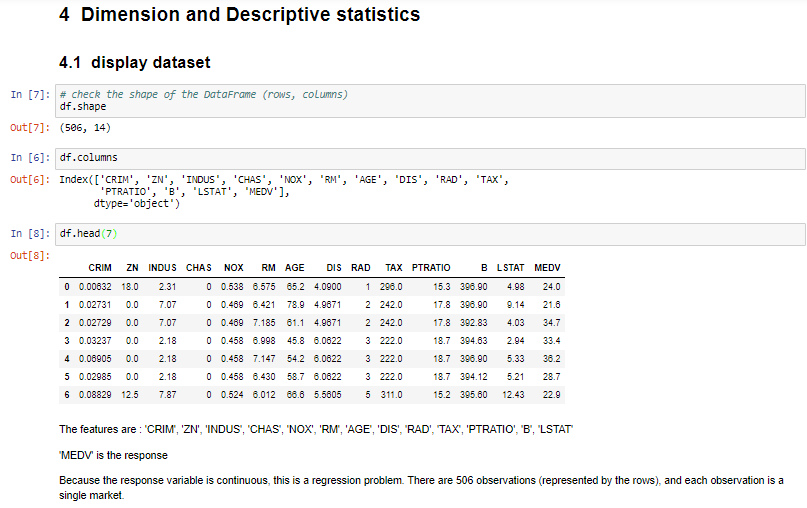 4 Dimension and Descriptive statistics
4.1 display dataset
In [7]: # check the shape of the DataFrame (rows, columns)
df.shape
Out[7]: (506, 14)
In [6]: df.columns
Out[6]: Index(['CRIM', 'ZN', 'INDUS', 'CHAS', 'NOX', 'RM', 'AGE', 'DIS', 'RAD', 'TAX',
'PTRATIO', 'B', 'LSTAT', 'MEDV'],
dtype='object')
In [8]: df.head(7)
Out[8]:
CRIM ZN INDUS CHAS NOX RM AGE DIS RAD TAX PTRATIO B LSTAT MEDV
0 0.00632 18.0 2.31 0 0.538 6.575 65.2 4.0900 1 296.0 15.3 396.90 4.98 24.0
1 0.02731 0.0 7.07 0 0.469 6.421 78.9 4.9671 2 242.0 17.8 396.90 9.14 21.6
2 0.02729 0.0 7.07 0 0.469 7.185 61.1 4.9671 2 242.0 17.8 392.83 4.03 34.7
3 0.03237 0.0 2.18 0 0.458 6.998 45.8 6.0622 3 222.0 18.7 394.63 2.94 33.4
4 0.06905 0.0 2.18 0 0.458 7.147 54.2 6.0622 3 222.0 18.7 396.90 5.33 36.2
5 0.02985 0.0 2.18 0 0.458 6.430 58.7 6.0622 3 222.0 18.7 394.12 5.21 28.7
6 0.08829 12.5 7.87 0 0.524 6.012 66.6 5.5605 5 311.0 15.2 395.60 12.43 22.9
The features are : 'CRIM', 'ZN', 'INDUS', 'CHAS', 'NOX', 'RM', 'AGE', 'DIS', 'RAD', 'TAX', 'PTRATIO', 'B', 'LSTAT'
'MEDV' is the response
Because the response variable is continuous, this is a regression problem. There are 506 observations (represented by the rows), and each observation is a
single market.